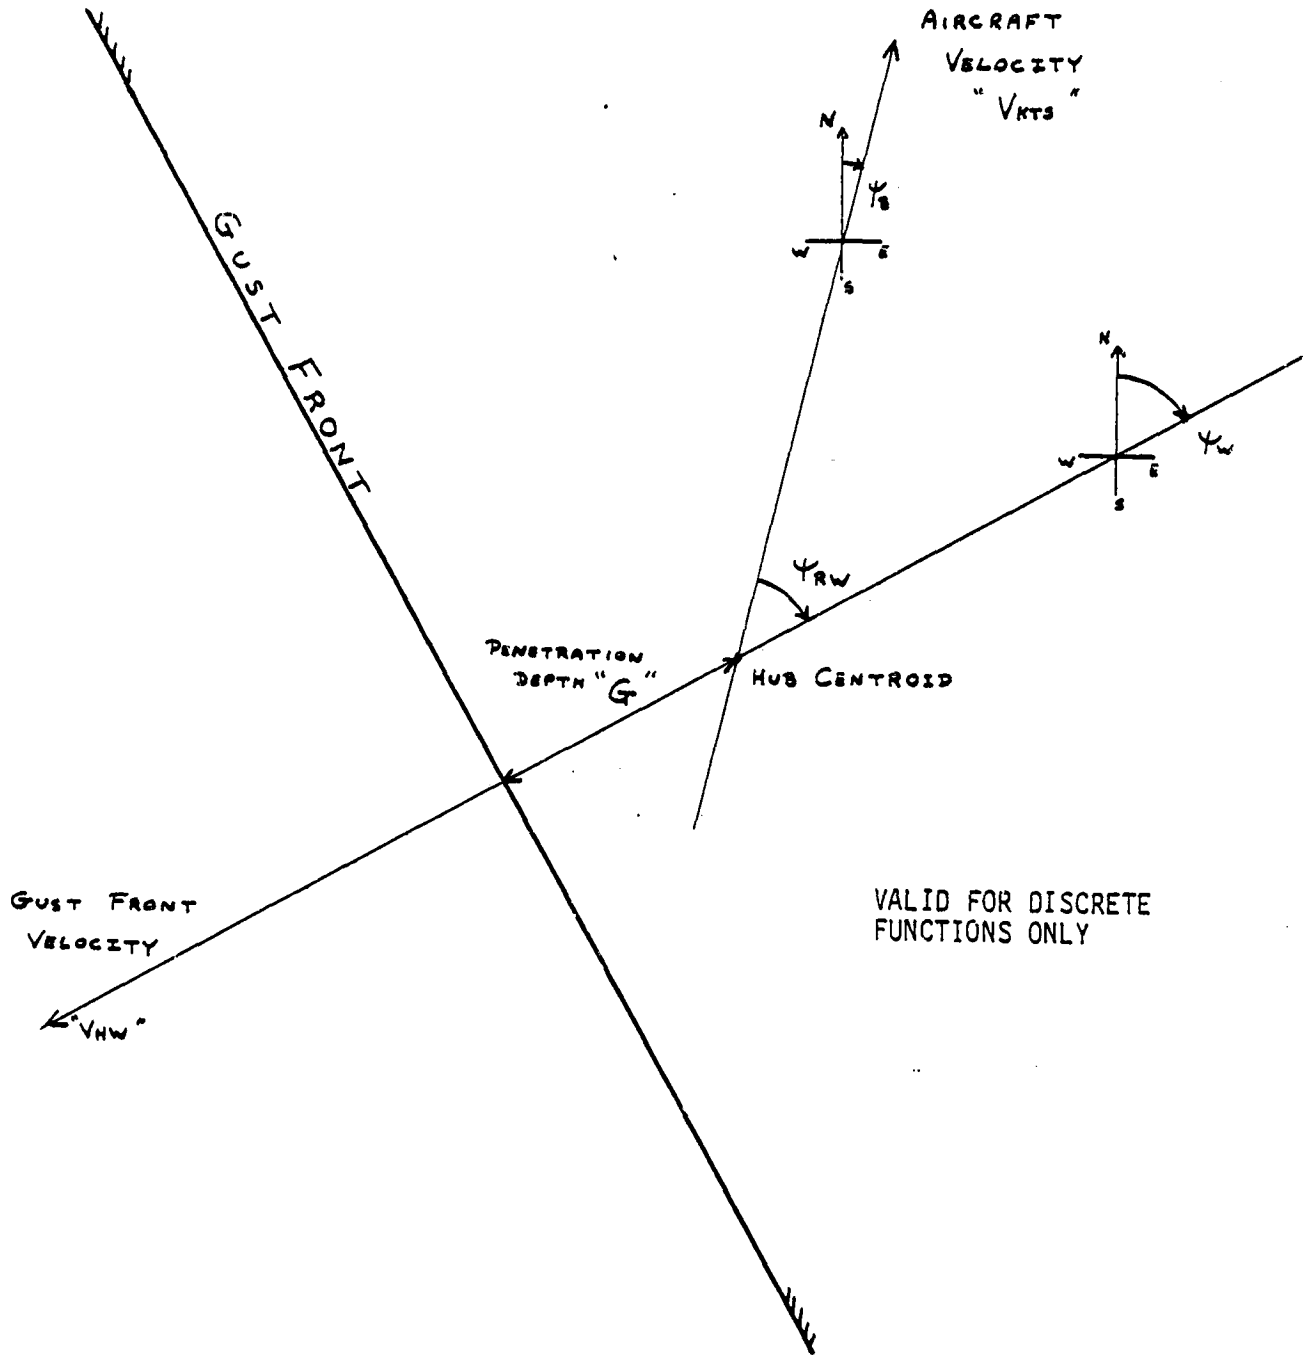 AIRCRAFT
VELOCITY
"VKTS"
N
ΨB
W E
S
GUST FRONT
N
ΨW
W E
S
ΨRW
PENETRATION
DEPTH "G"
HUB CENTROID
GUST FRONT
VELOCITY
"VHW"
VALID FOR DISCRETE
FUNCTIONS ONLY